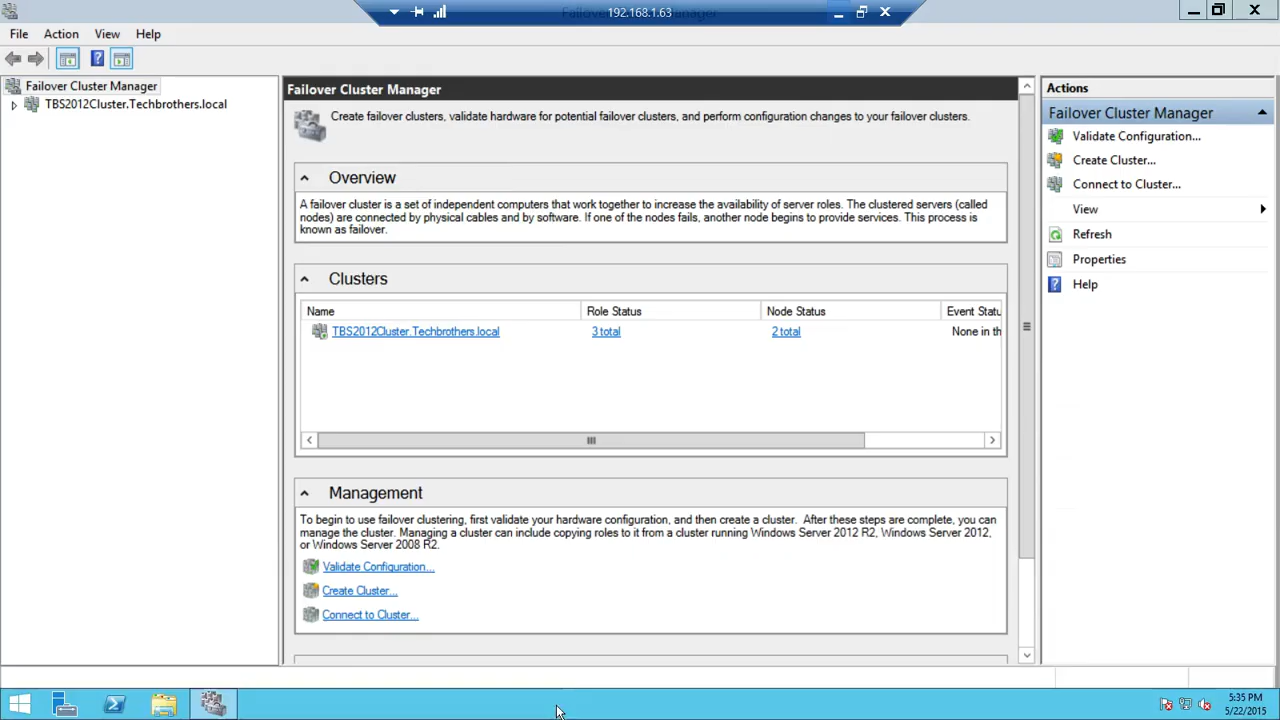 192.168.1.63
File Action View Help
Failover Cluster Manager
TBS2012Cluster.Techbrothers.local
Failover Cluster Manager
Create failover clusters, validate hardware for potential failover clusters, and perform configuration changes to your failover clusters.
Overview
A failover cluster is a set of independent computers that work together to increase the availability of server roles. The clustered servers (called
nodes) are connected by physical cables and by software. If one of the nodes fails, another node begins to provide services. This process is
known as failover.
Clusters
Name Role Status Node Status Event Statu
TBS2012Cluster.Techbrothers.local 3 total 2 total None in th
Management
To begin to use failover clustering, first validate your hardware configuration, and then create a cluster. After these steps are complete, you can
manage the cluster. Managing a cluster can include copying roles to it from a cluster running Windows Server 2012 R2, Windows Server 2012,
or Windows Server 2008 R2.
Validate Configuration...
Create Cluster...
Connect to Cluster...
Actions
Failover Cluster Manager
Validate Configuration...
Create Cluster...
Connect to Cluster...
View
Refresh
Properties
Help
5:35 PM
5/22/2015